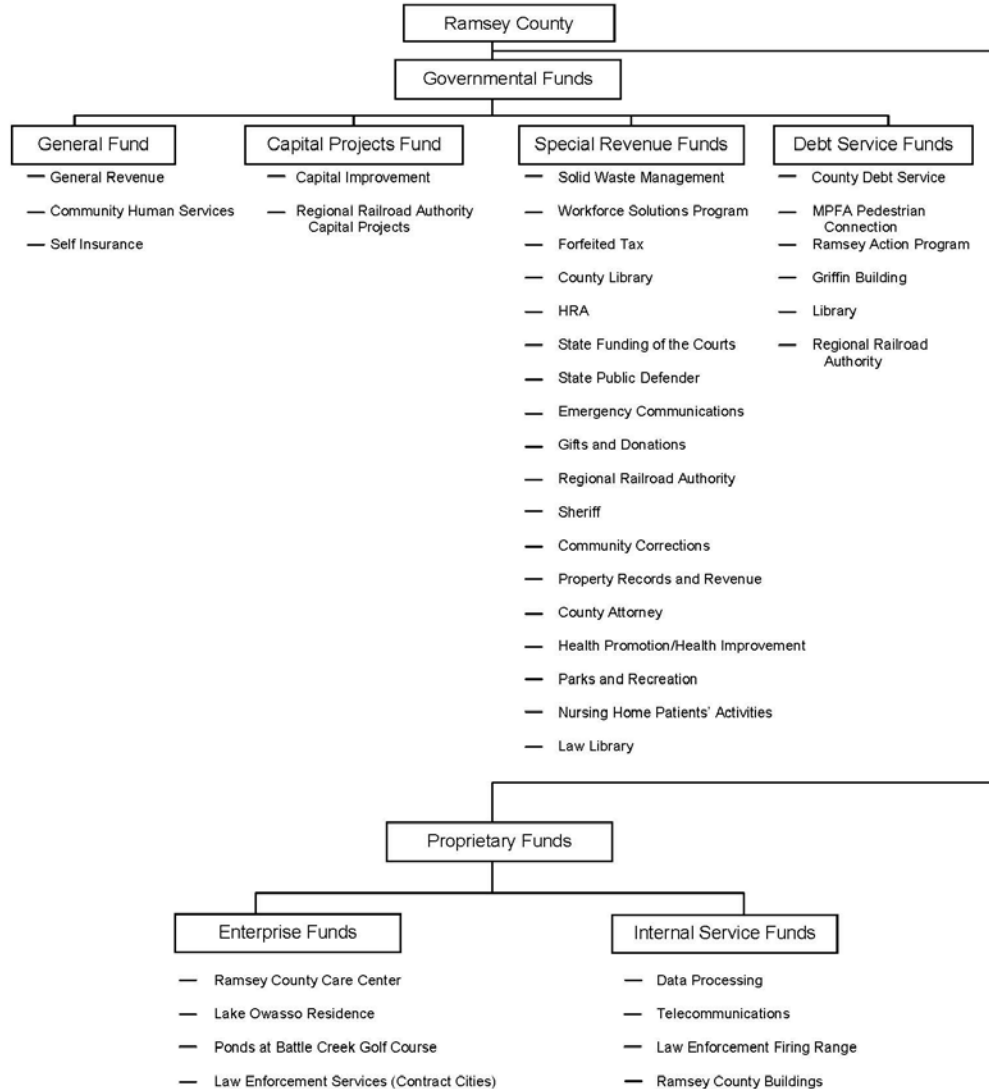 Ramsey County
Governmental Funds
General Fund
— General Revenue
— Community Human Services
— Self Insurance
Capital Projects Fund
— Capital Improvement
— Regional Railroad Authority
Capital Projects
Special Revenue Funds
— Solid Waste Management
— Workforce Solutions Program
— Forfeited Tax
— County Library
— HRA
— State Funding of the Courts
— State Public Defender
— Emergency Communications
— Gifts and Donations
— Regional Railroad Authority
— Sheriff
— Community Corrections
— Property Records and Revenue
— County Attorney
— Health Promotion/Health Improvement
— Parks and Recreation
— Nursing Home Patients' Activities
— Law Library
Debt Service Funds
— County Debt Service
— MPFA Pedestrian
Connection
— Ramsey Action Program
— Griffin Building
— Library
— Regional Railroad
Authority
Proprietary Funds
Enterprise Funds
— Ramsey County Care Center
— Lake Owasso Residence
— Ponds at Battle Creek Golf Course
— Law Enforcement Services (Contract Cities)
Internal Service Funds
— Data Processing
— Telecommunications
— Law Enforcement Firing Range
— Ramsey County Buildings